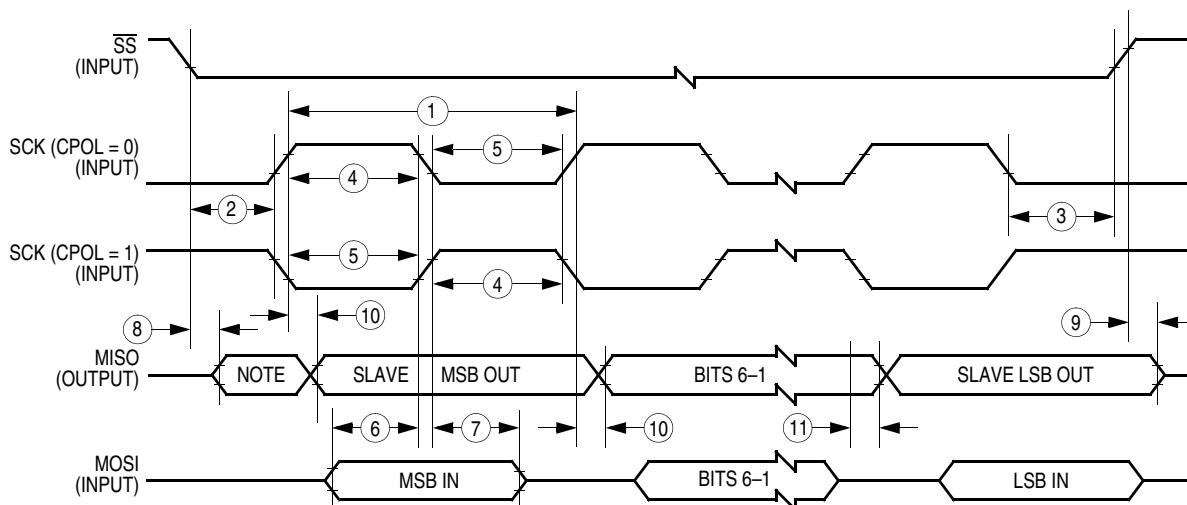 SS
(INPUT)
1
SCK (CPOL = 0)
(INPUT)
5
4
2
3
SCK (CPOL = 1)
(INPUT)
5
4
8
10
9
MISO
(OUTPUT)
NOTE
SLAVE MSB OUT
BITS 6–1
SLAVE LSB OUT
6
7
10
11
MOSI
(INPUT)
MSB IN
BITS 6–1
LSB IN